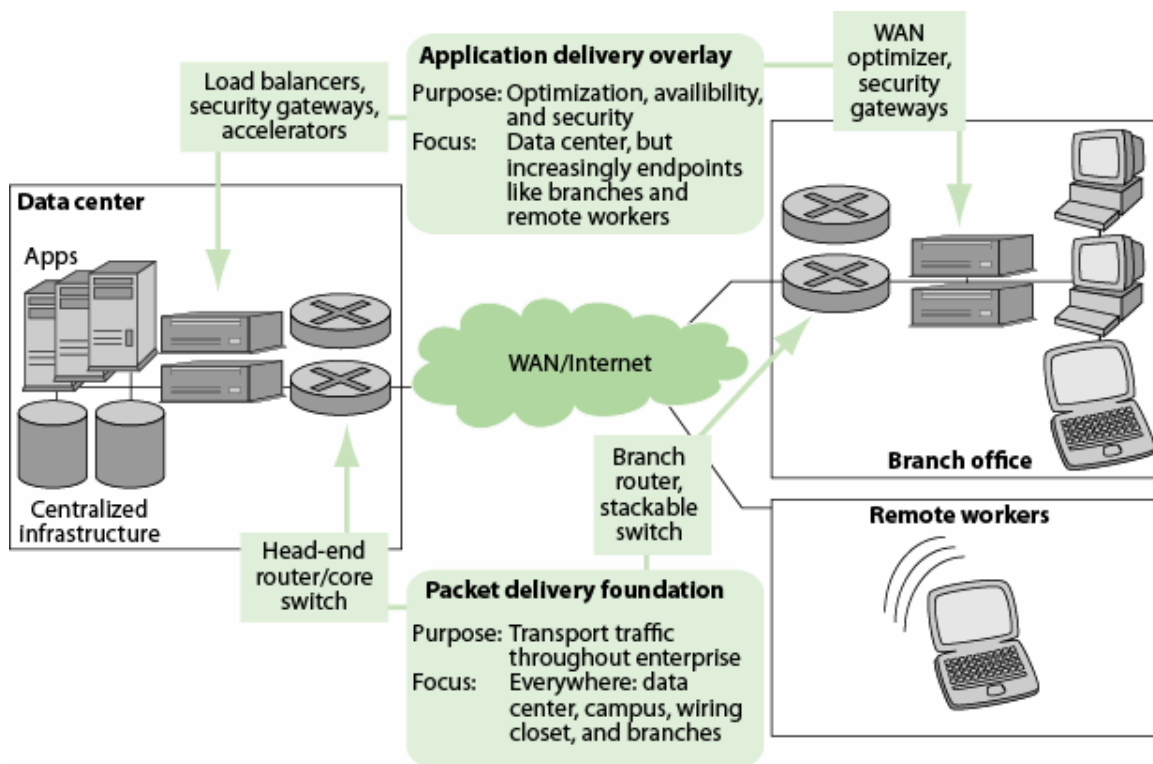 Application delivery overlay
Purpose: Optimization, availibility,
and security
Focus: Data center, but
increasingly endpoints
like branches and
remote workers
Load balancers,
security gateways,
accelerators
WAN
optimizer,
security
gateways
Data center
Apps
Centralized
infrastructure
WAN/Internet
Branch office
Branch
router,
stackable
switch
Remote workers
Head-end
router/core
switch
Packet delivery foundation
Purpose: Transport traffic
throughout enterprise
Focus: Everywhere: data
center, campus, wiring
closet, and branches